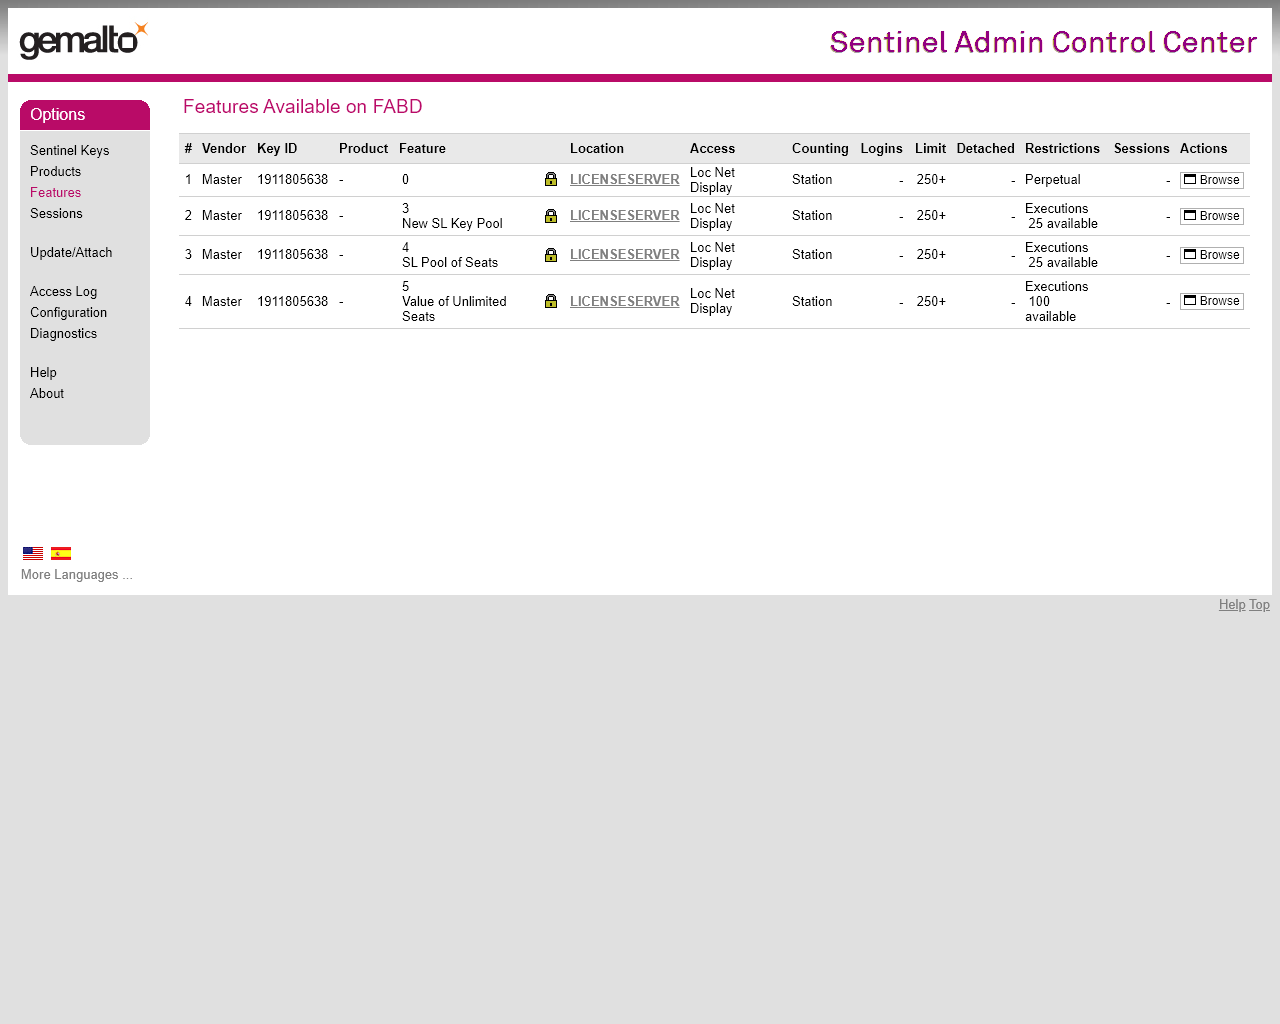 gemalto
Sentinel Admin Control Center
Options
Sentinel Keys
Products
Features
Sessions
Update/Attach
Access Log
Configuration
Diagnostics
Help
About
More Languages ...
Features Available on FABD
# Vendor Key ID Product Feature Location Access Counting Logins Limit Detached Restrictions Sessions Actions
1 Master 1911805638 - 0 LICENSESERVER Loc Net Display Station - 250+ - Perpetual - Browse
2 Master 1911805638 - 3 New SL Key Pool LICENSESERVER Loc Net Display Station - 250+ - Executions 25 available - Browse
3 Master 1911805638 - 4 SL Pool of Seats LICENSESERVER Loc Net Display Station - 250+ - Executions 25 available - Browse
4 Master 1911805638 - 5 Value of Unlimited Seats LICENSESERVER Loc Net Display Station - 250+ - Executions 100 available - Browse
Help Top